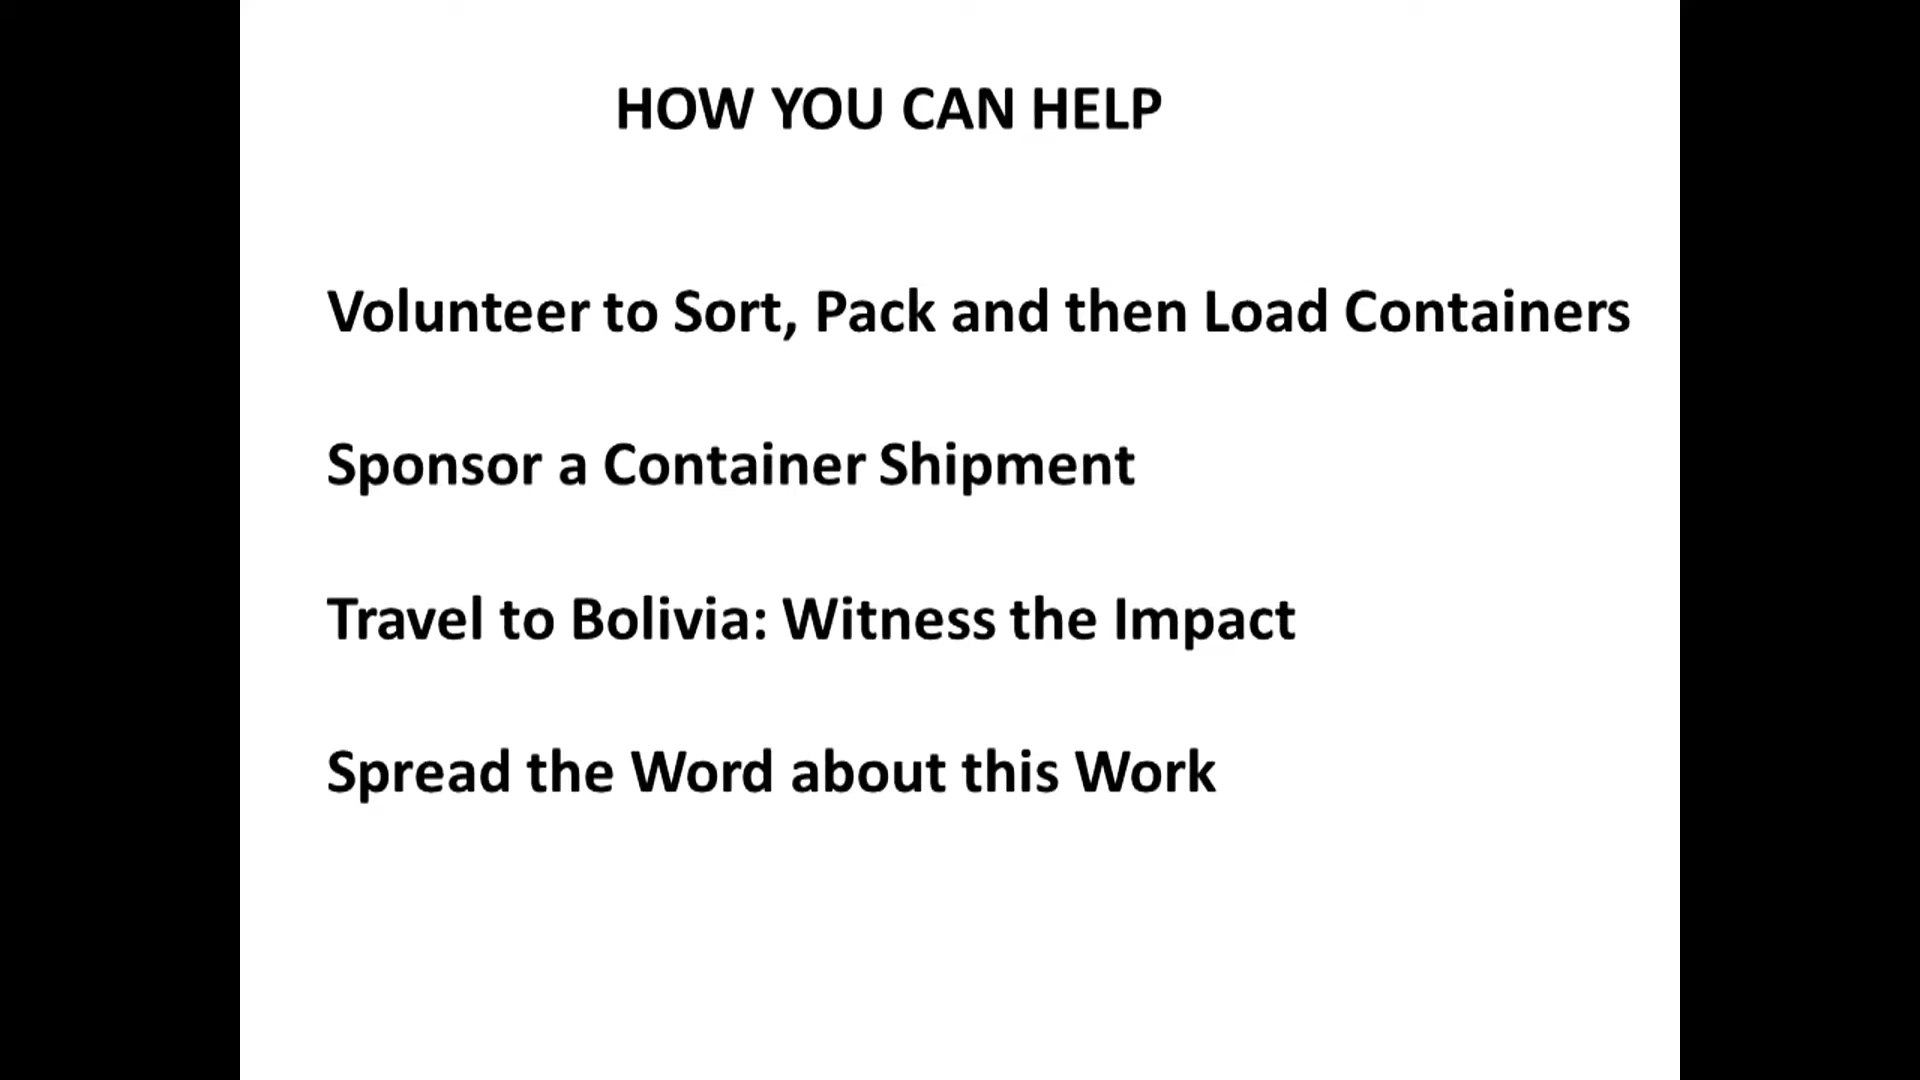 HOW YOU CAN HELP
Volunteer to Sort, Pack and then Load Containers
Sponsor a Container Shipment
Travel to Bolivia: Witness the Impact
Spread the Word about this Work